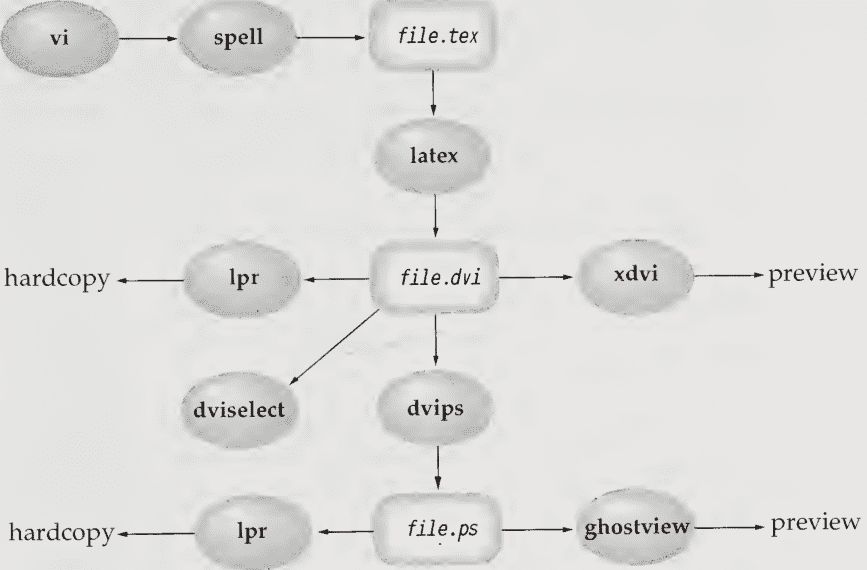 vi
spell
file.tex
latex
hardcopy
lpr
file.dvi
xdvi
preview
dviselect
dvips
hardcopy
lpr
file.ps
ghostview
preview